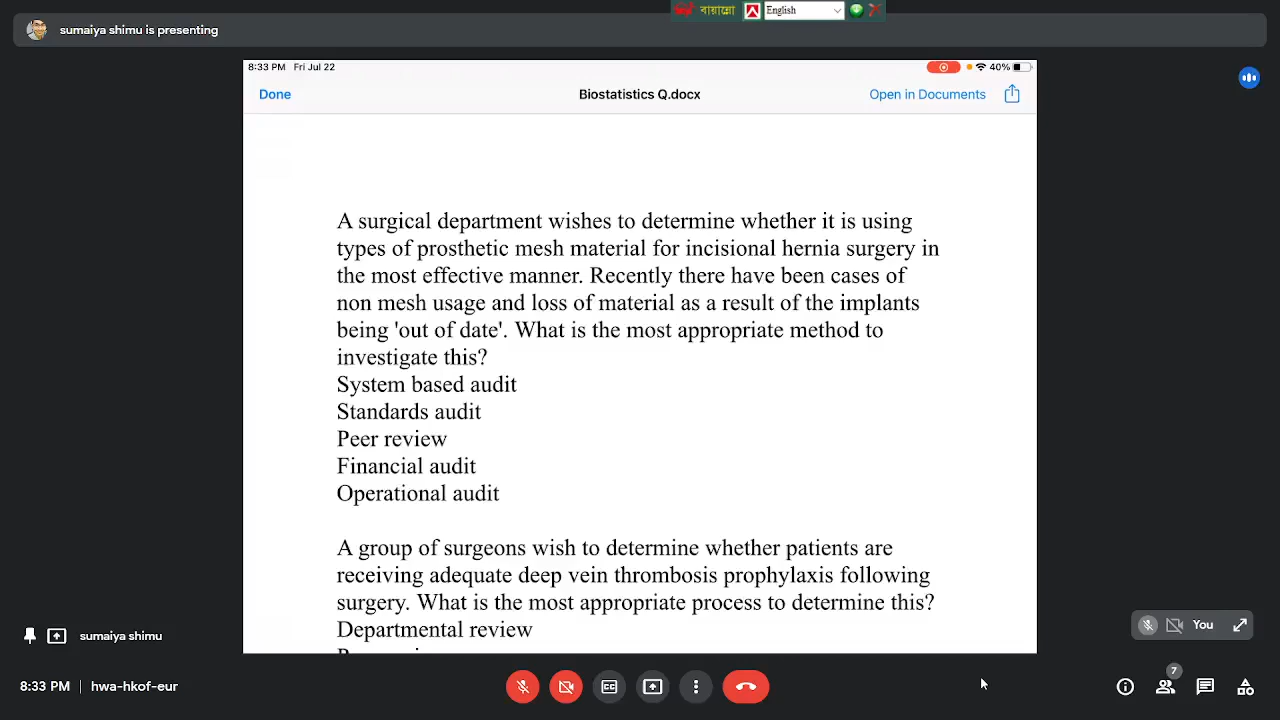 বায়ান্নো
English
sumaiya shimu is presenting
8:33 PM Fri Jul 22
40%
Done
Biostatistics Q.docx
Open in Documents
A surgical department wishes to determine whether it is using
types of prosthetic mesh material for incisional hernia surgery in
the most effective manner. Recently there have been cases of
non mesh usage and loss of material as a result of the implants
being 'out of date'. What is the most appropriate method to
investigate this?
System based audit
Standards audit
Peer review
Financial audit
Operational audit
A group of surgeons wish to determine whether patients are
receiving adequate deep vein thrombosis prophylaxis following
surgery. What is the most appropriate process to determine this?
Departmental review
sumaiya shimu
You
8:33 PM | hwa-hkof-eur
7